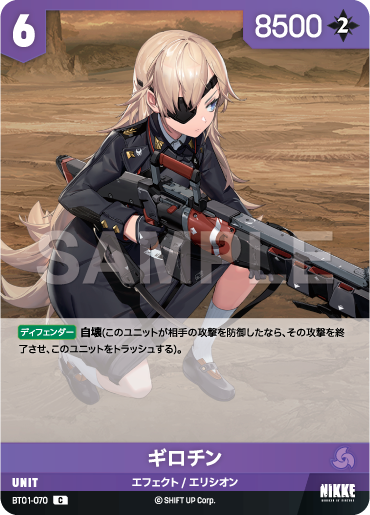 6
8500 2
SAMPLE
ディフェンダー 自壊(このユニットが相手の攻撃を防御したなら、その攻撃を終
了させ、このユニットをトラッシュする)。
ギロチン
UNIT エフェクト / エリシオン
BT01-070 C © SHIFT UP Corp. NIKKE